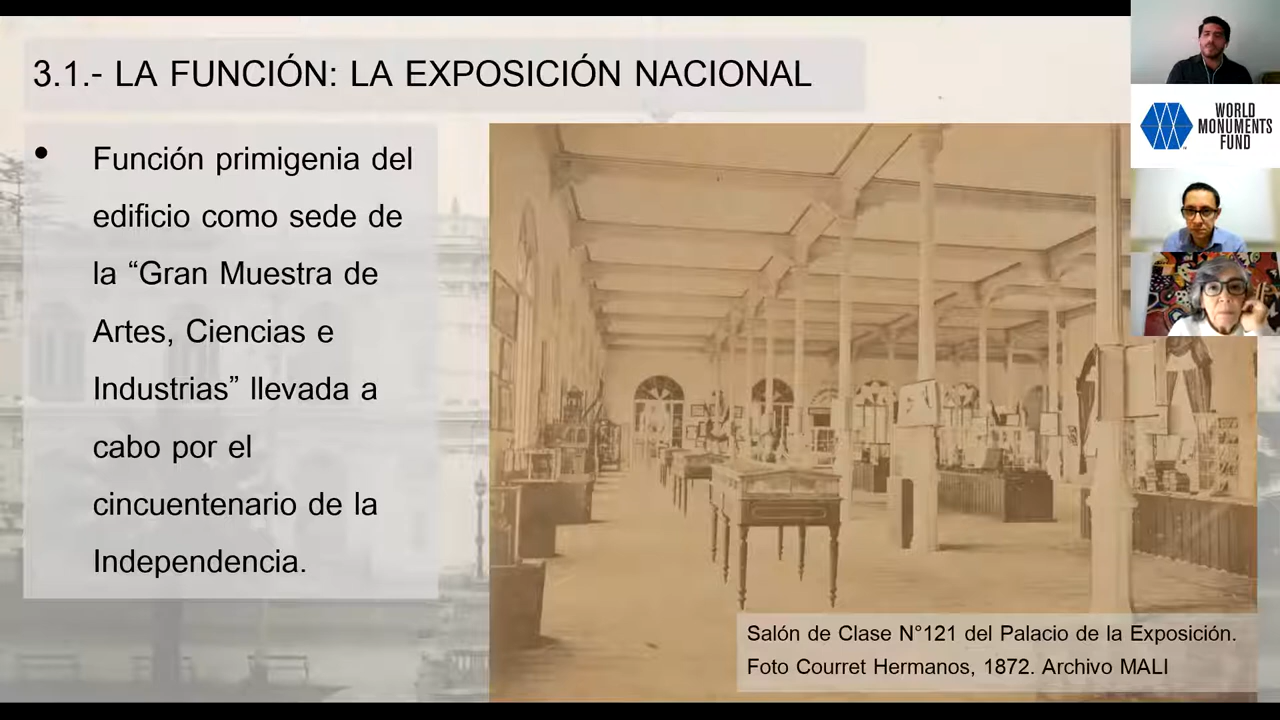 3.1.- LA FUNCIÓN: LA EXPOSICIÓN NACIONAL
• Función primigenia del
edificio como sede de
la “Gran Muestra de
Artes, Ciencias e
Industrias” llevada a
cabo por el
cincuentenario de la
Independencia.
Salón de Clase N°121 del Palacio de la Exposición.
Foto Courret Hermanos, 1872. Archivo MALI
WORLD
MONUMENTS
FUND